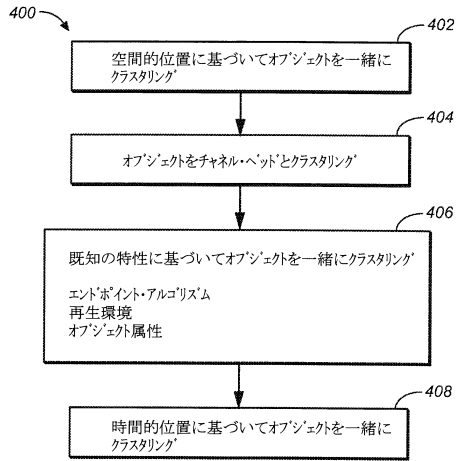 400
402
空間的位置に基づいてオブジェクトを一緒に
クラスタリング
404
オブジェクトをチャネル・ベッドとクラスタリング
406
既知の特性に基づいてオブジェクトを一緒にクラスタリング
エンドポイント・アルゴリズム
再生環境
オブジェクト属性
408
時間的位置に基づいてオブジェクトを一緒に
クラスタリング